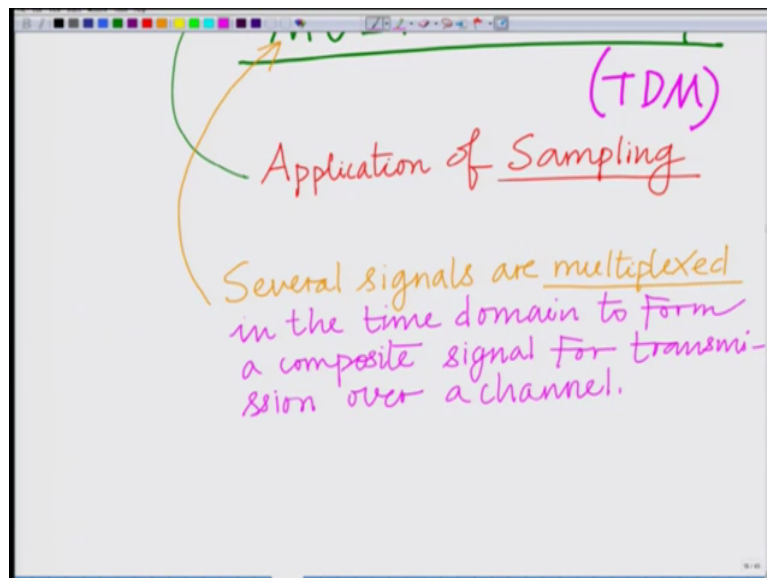 (TDM)
Application of Sampling
Several signals are multiplexed
in the time domain to form
a composite signal for transmi-
ssion over a channel.